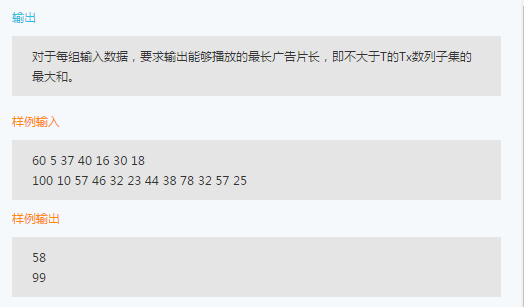 输出
对于每组输入数据，要求输出能够播放的最长广告片长，即不大于T的Tx数列子集的
最大和。
样例输入
60 5 37 40 16 30 18
100 10 57 46 32 23 44 38 78 32 57 25
样例输出
58
99